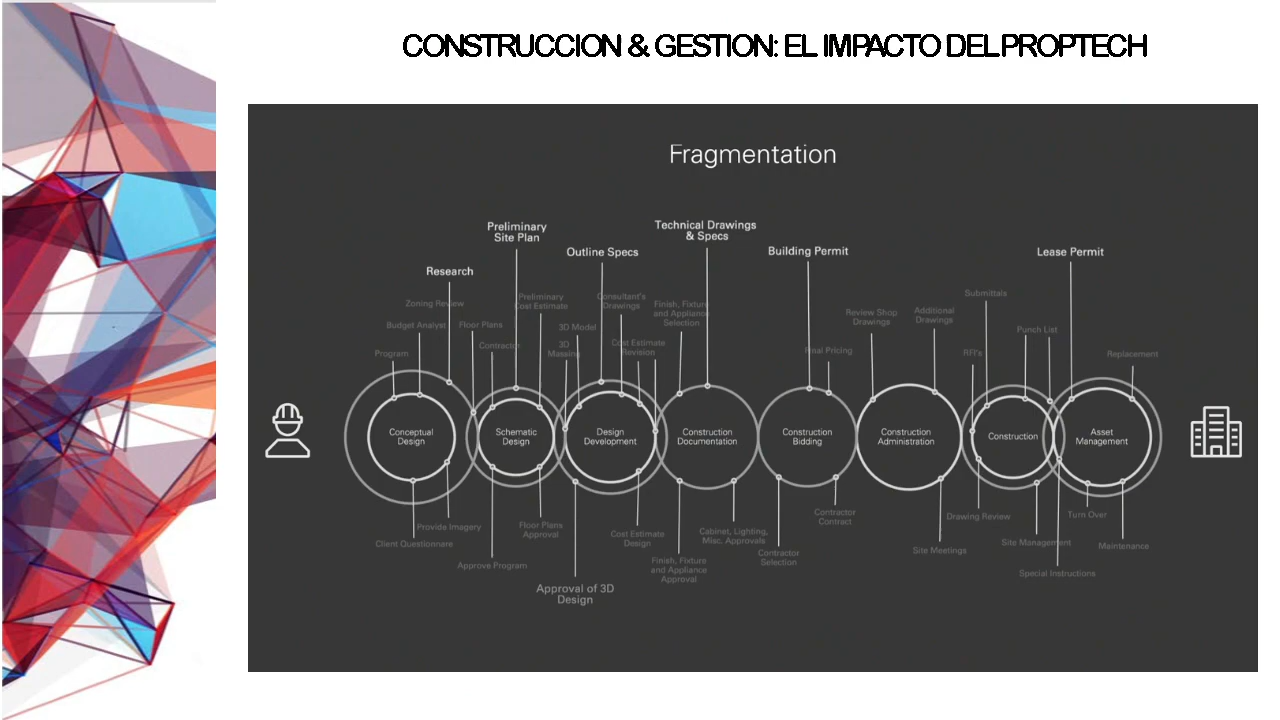 CONSTRUCCION & GESTION: EL IMPACTO DEL PROPTECH
Fragmentation
Preliminary
Site Plan
Technical Drawings
& Specs
Outline Specs
Building Permit
Lease Permit
Research
Zoning Review
Budget Analyst
Program
Floor Plans
Contractor
Preliminary
Cost Estimate
3D Model
3D
Massing
Consultant's
Drawings
Cost Estimate
Revision
Finish, Fixture
and Appliance
Selection
Final Pricing
Review Shop
Drawings
Additional
Drawings
Submittals
RFI's
Punch List
Replacement
Conceptual
Design
Schematic
Design
Design
Development
Construction
Documentation
Construction
Bidding
Construction
Administration
Construction
Asset
Management
Provide Imagery
Client Questionnare
Approve Program
Floor Plans
Approval
Approval of 3D
Design
Cost Estimate
Design
Finish, Fixture
and Appliance
Approval
Cabinet, Lighting,
Misc. Approvals
Contractor
Selection
Contractor
Contract
Site Meetings
Drawing Review
Site Management
Special Instructions
Turn Over
Maintenance